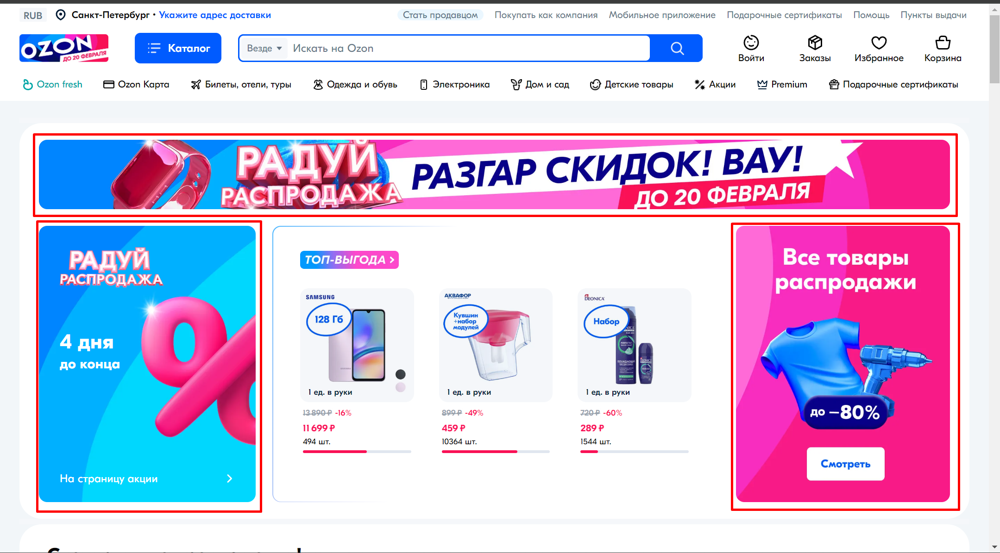 RUB Санкт-Петербург • Укажите адрес доставки Стать продавцом Покупать как компания Мобильное приложение Подарочные сертификаты Помощь Пункты выдачи
OZON
ДО 20 ФЕВРАЛЯ
Каталог
Везде Искать на Ozon
Войти Заказы Избранное Корзина
Ozon fresh Ozon Карта Билеты, отели, туры Одежда и обувь Электроника Дом и сад Детские товары Акции Premium Подарочные сертификаты
РАДУЙ
РАСПРОДАЖА
РАЗГАР СКИДОК! ВАУ!
ДО 20 ФЕВРАЛЯ
РАДУЙ
РАСПРОДАЖА
4 дня
до конца
На страницу акции
ТОП-ВЫГОДА
SAMSUNG
128 Гб
1 ед. в руки
13 890 ₽ -16%
11 699 ₽
494 шт.
АКВАФОР
Кувшин
+набор
модулей
1 ед. в руки
899 ₽ -49%
459 ₽
10364 шт.
DEONICA
Набор
FOR MEN
PERFECTLY
DEONICA
1 ед. в руки
720 ₽ -60%
289 ₽
1544 шт.
Все товары
распродажи
до –80%
Смотреть